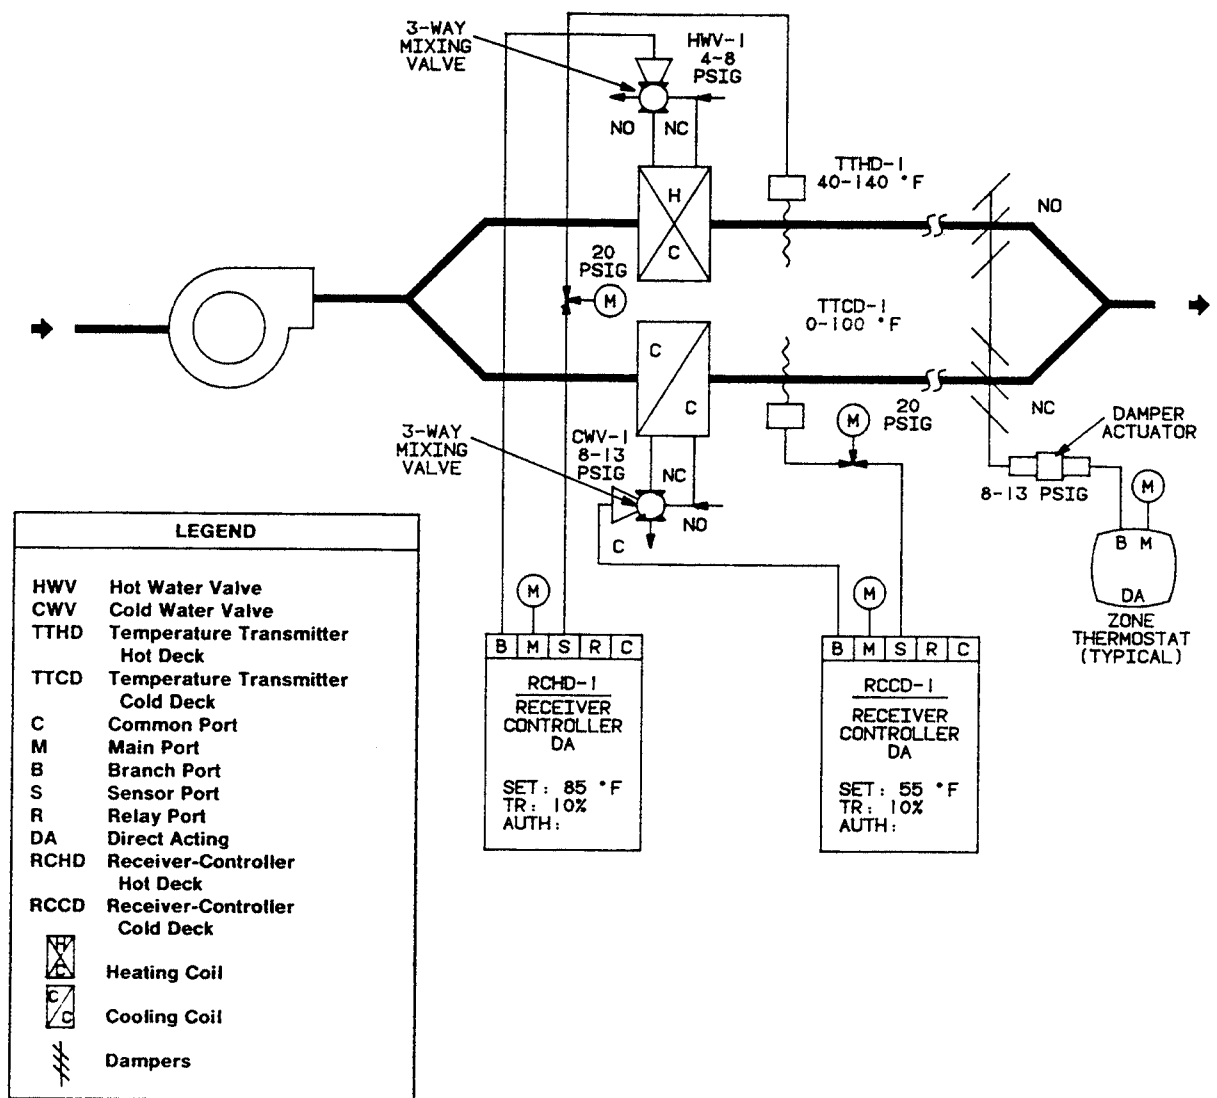 3-WAY
MIXING
VALVE
HWV-1
4-8
PSIG
NO
NC
H
C
TTHD-1
40-140 °F
NO
20
PSIG
M
TTCD-1
0-100 °F
C
C
NC
20
PSIG
M
DAMPER
ACTUATOR
3-WAY
MIXING
VALVE
CWV-1
8-13
PSIG
NC
NO
C
8-13 PSIG
M
B M
DA
ZONE
THERMOSTAT
(TYPICAL)
M
M
B M S R C
RCHD-1
RECEIVER
CONTROLLER
DA
SET: 85 °F
TR: 10%
AUTH:
B M S R C
RCCD-1
RECEIVER
CONTROLLER
DA
SET: 55 °F
TR: 10%
AUTH:
LEGEND
HWV Hot Water Valve
CWV Cold Water Valve
TTHD Temperature Transmitter
Hot Deck
TTCD Temperature Transmitter
Cold Deck
C Common Port
M Main Port
B Branch Port
S Sensor Port
R Relay Port
DA Direct Acting
RCHD Receiver-Controller
Hot Deck
RCCD Receiver-Controller
Cold Deck
H
C
Heating Coil
C
C
Cooling Coil
Dampers